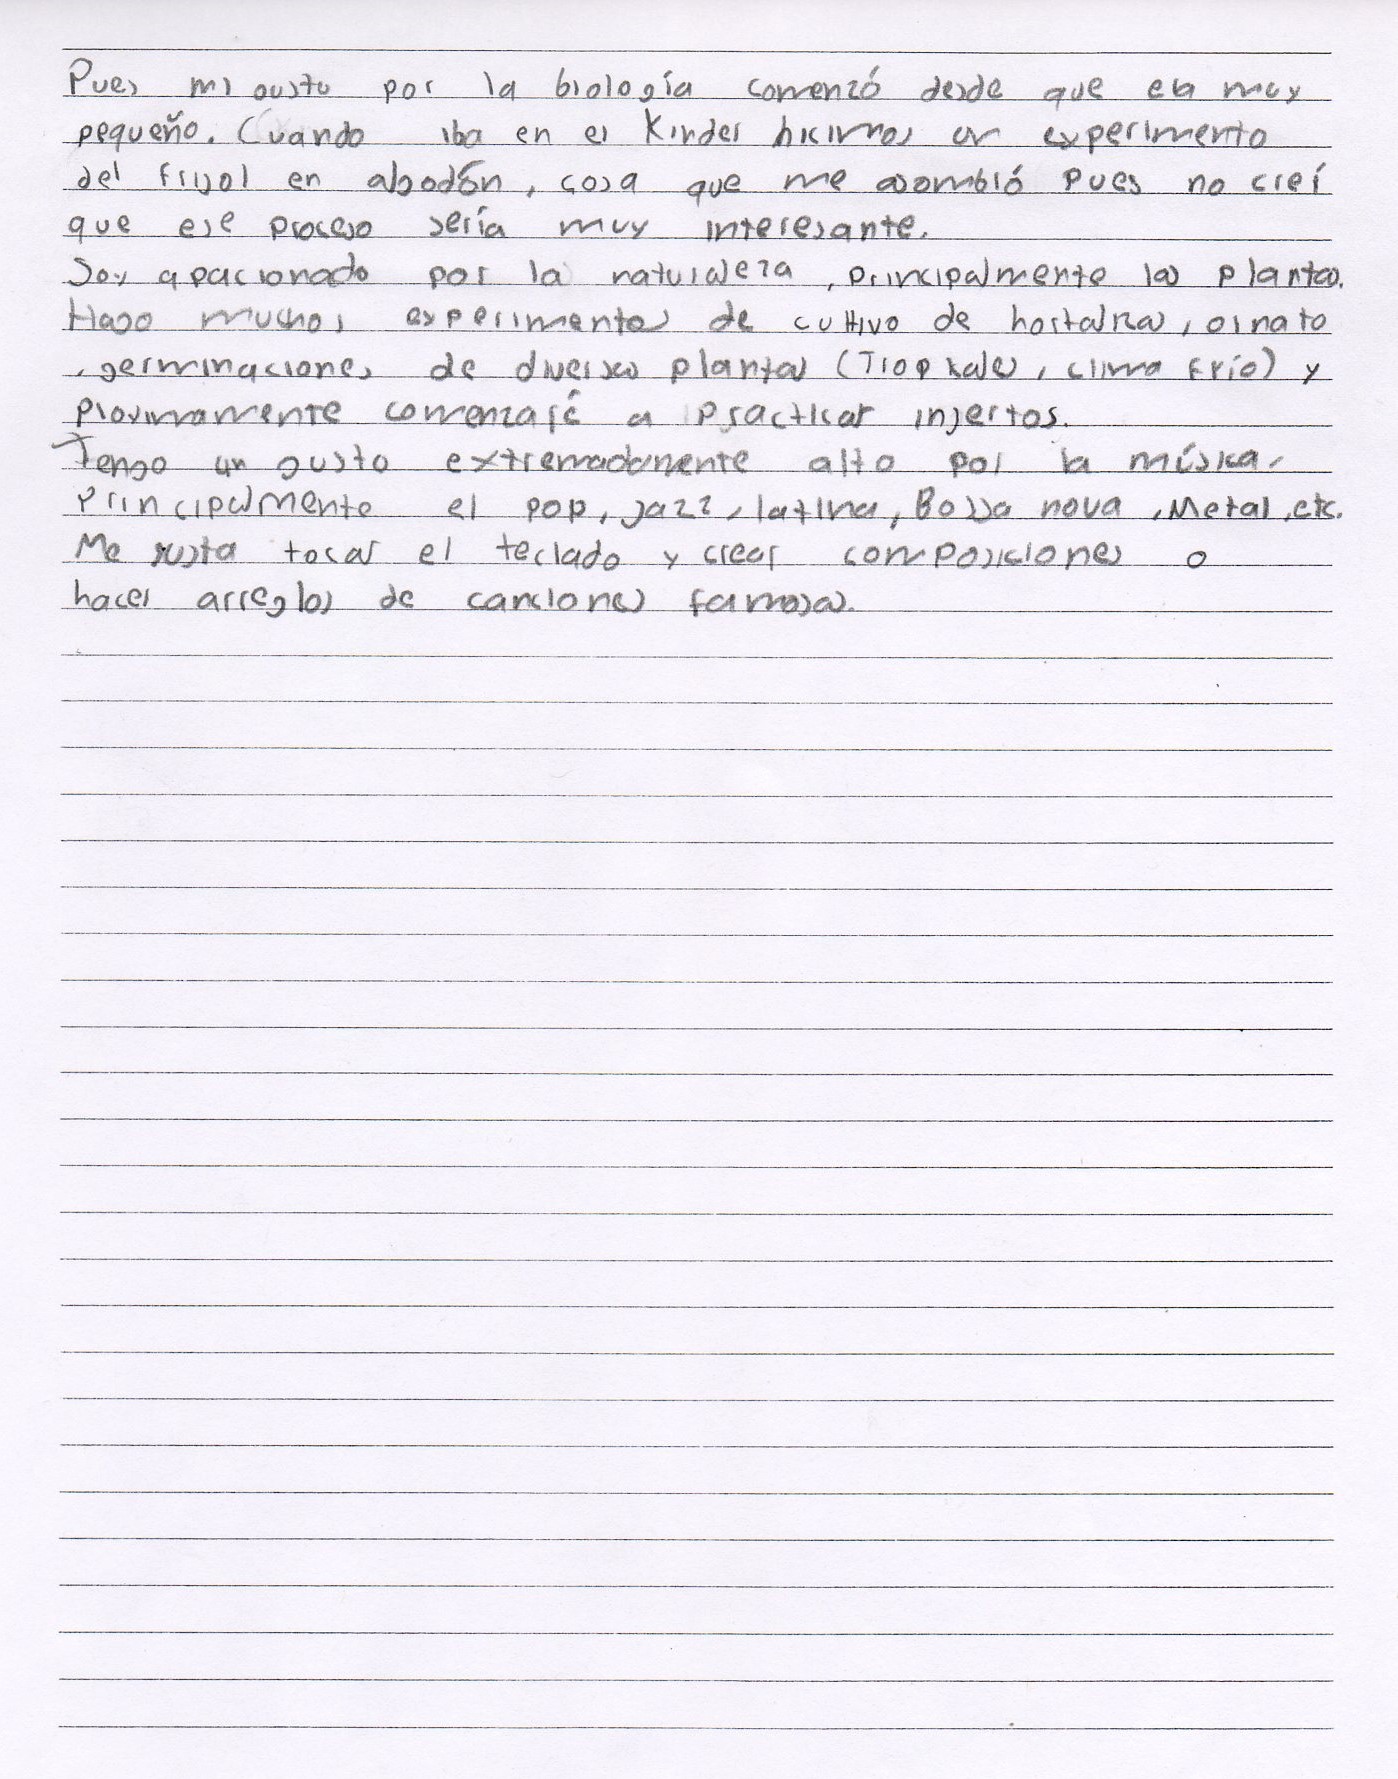 Pues mi gusto por la biología comenzó desde que era muy
pequeño. Cuando iba en el Kinder hicimos un experimento
del frijol en algodón, cosa que me asombró pues no creí
que ese proceso sería muy interesante.
Soy apacionado por la naturaleza, principalmente las plantas.
Hago muchos experimentos de cultivo de hortalizas, ornato
, germinaciones de diversas plantas (Tropicales, clima frío) y
proximamente comenzaré a practicar injertos.
Tengo un gusto extremadamente alto por la música,
principalmente el pop, jazz, latina, Bossa nova, Metal, etc.
Me gusta tocar el teclado y crear composiciones o
hacer arreglos de canciones famosas.